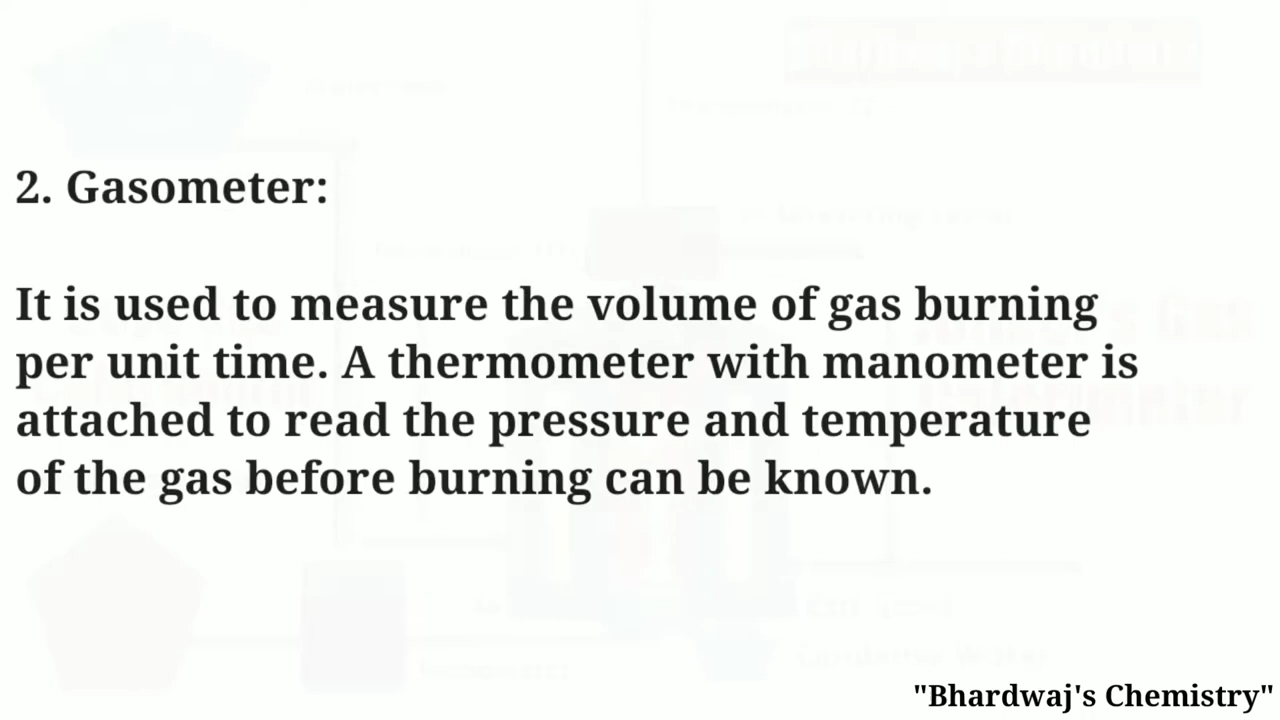 2. Gasometer:
It is used to measure the volume of gas burning
per unit time. A thermometer with manometer is
attached to read the pressure and temperature
of the gas before burning can be known.
"Bhardwaj's Chemistry"